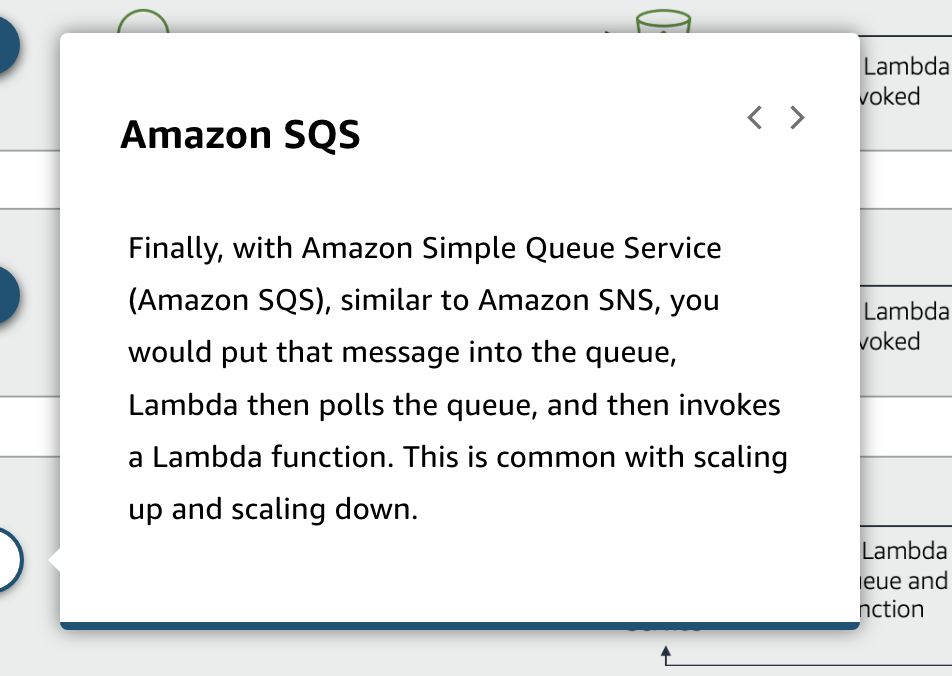 Lambda
voked
Amazon SQS
Finally, with Amazon Simple Queue Service
(Amazon SQS), similar to Amazon SNS, you
would put that message into the queue,
Lambda then polls the queue, and then invokes
a Lambda function. This is common with scaling
up and scaling down.
Lambda
voked
Lambda
ieue and
nction